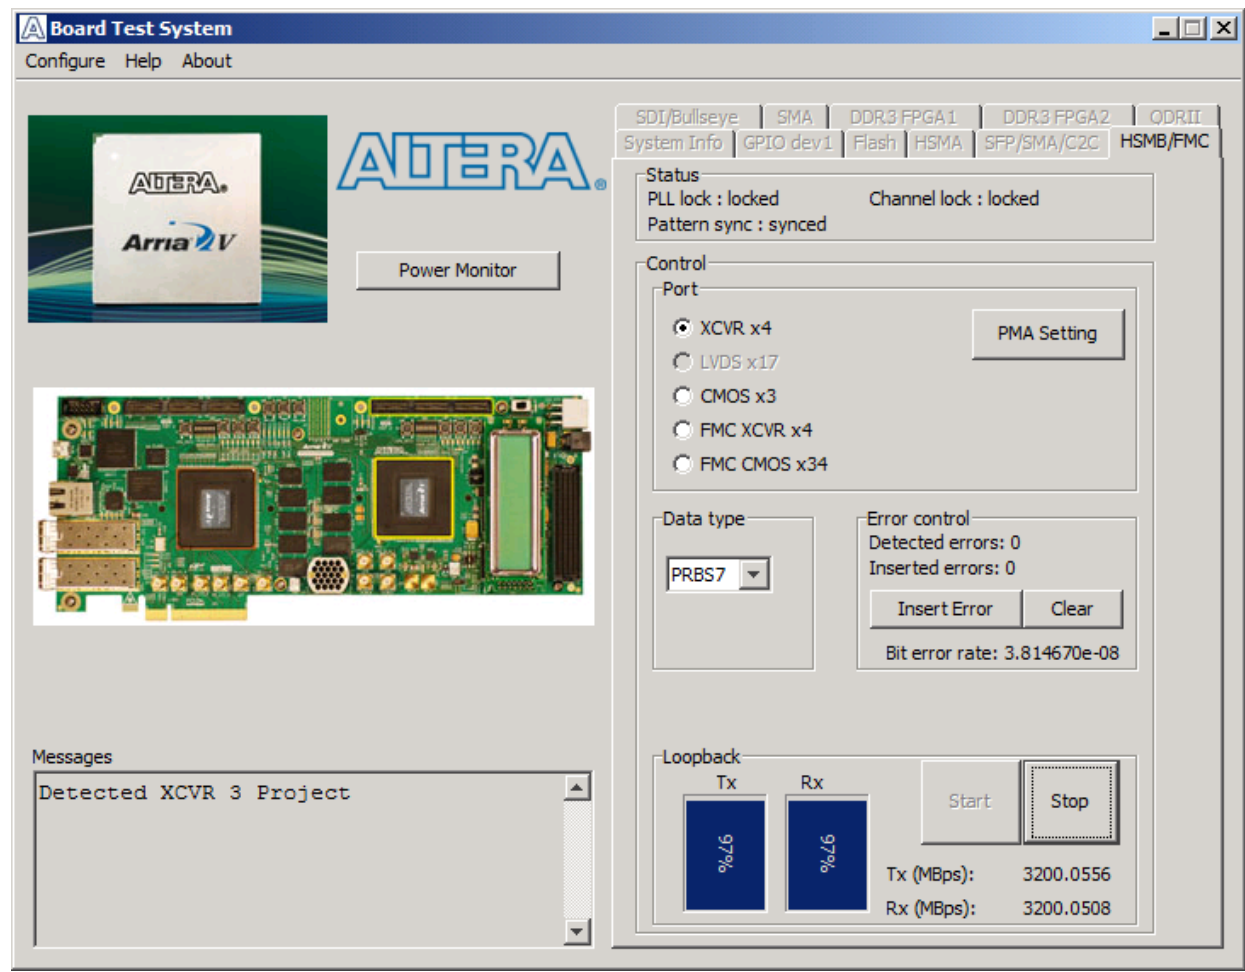 Board Test System
Configure Help About
ALTERA®
Arria V
ALTERA®
Power Monitor
SDI/Bullseye SMA DDR3 FPGA1 DDR3 FPGA2 QDRII
System Info GPIO dev1 Flash HSMA SFP/SMA/C2C HSMB/FMC
Status
PLL lock : locked Channel lock : locked
Pattern sync : synced
Control
Port
XCVR x4
PMA Setting
LVDS x17
CMOS x3
FMC XCVR x4
FMC CMOS x34
Data type
PRBS7
Error control
Detected errors: 0
Inserted errors: 0
Insert Error Clear
Bit error rate: 3.814670e-08
Messages
Detected XCVR 3 Project
Loopback
Tx Rx
97% 97%
Start Stop
Tx (MBps): 3200.0556
Rx (MBps): 3200.0508